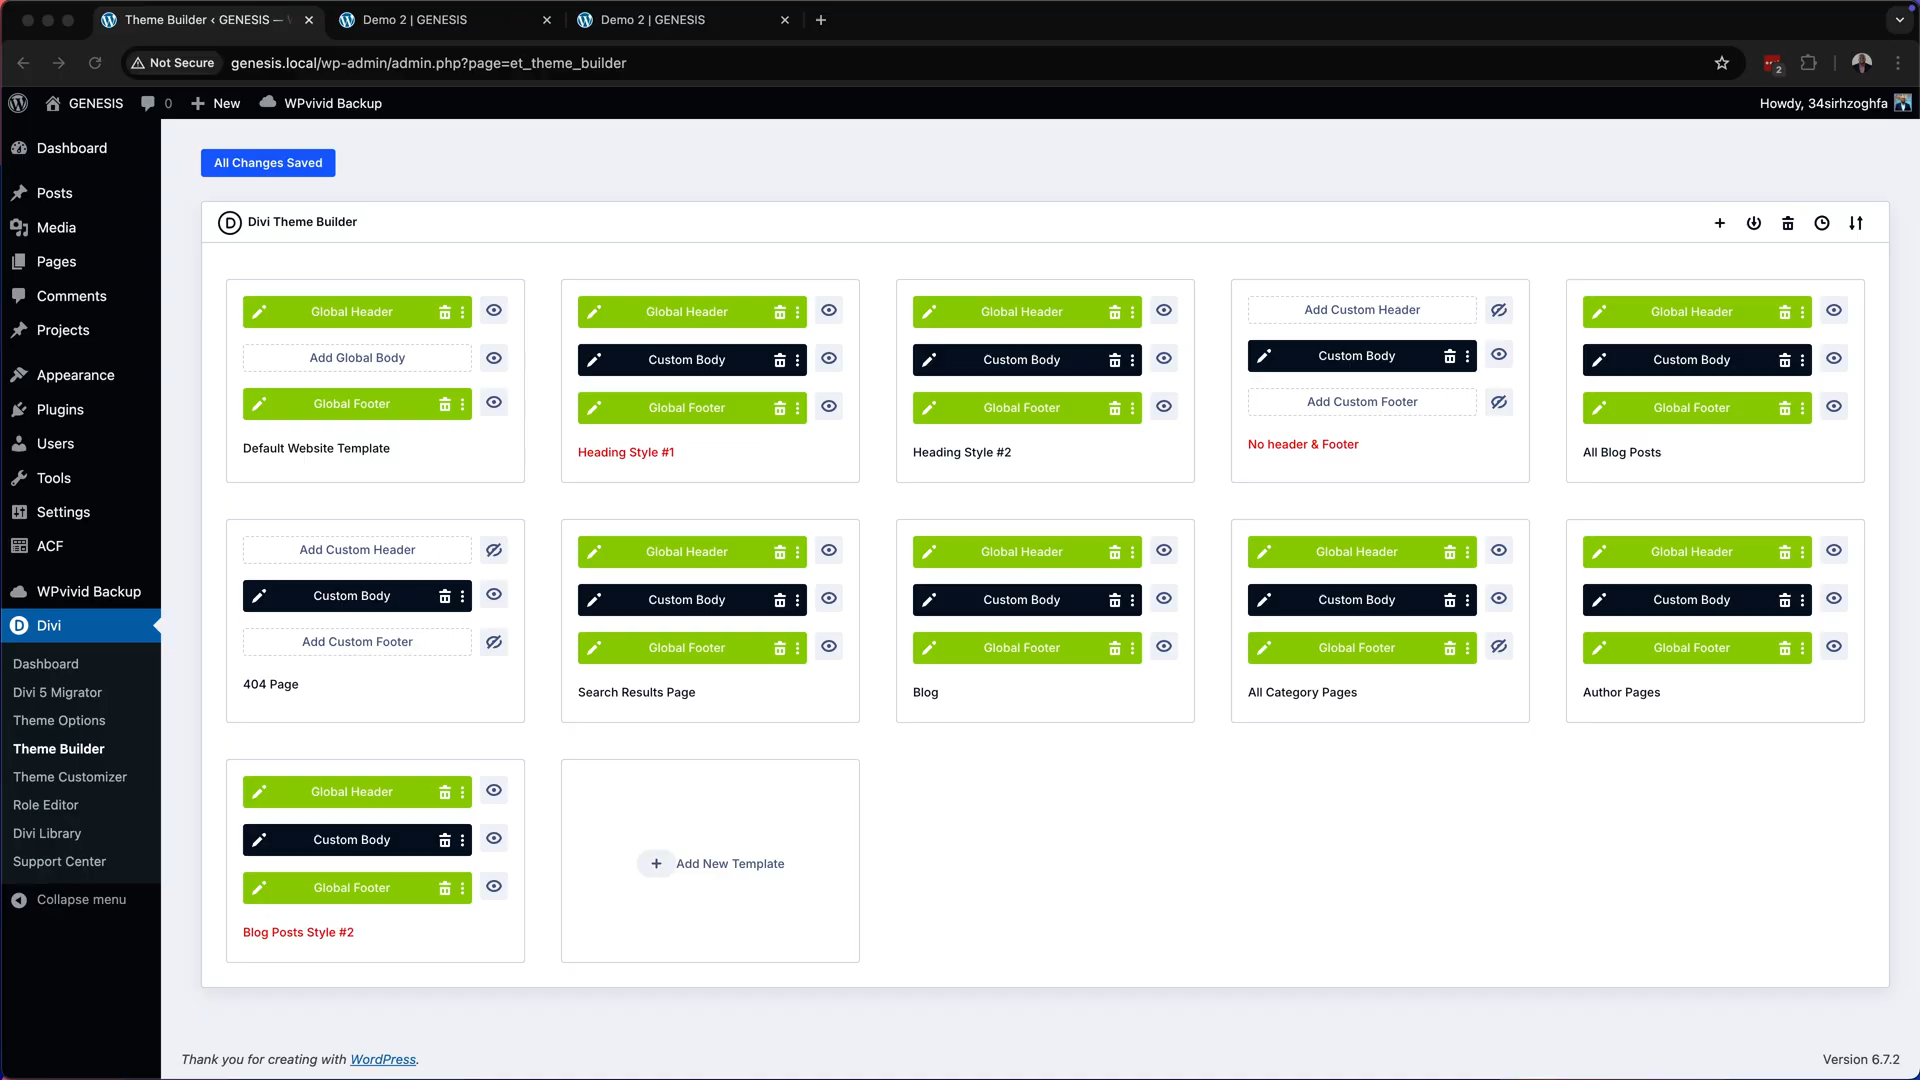 Theme Builder ‹ GENESIS —
Demo 2 | GENESIS
Demo 2 | GENESIS
Not Secure
genesis.local/wp-admin/admin.php?page=et_theme_builder
2
GENESIS
0
New
WPvivid Backup
Howdy, 34sirhzoghfa
Dashboard
Posts
Media
Pages
Comments
Projects
Appearance
Plugins
Users
Tools
Settings
ACF
WPvivid Backup
Divi
Dashboard
Divi 5 Migrator
Theme Options
Theme Builder
Theme Customizer
Role Editor
Divi Library
Support Center
Collapse menu
All Changes Saved
D
Divi Theme Builder
Global Header
Add Global Body
Global Footer
Default Website Template
Global Header
Custom Body
Global Footer
Heading Style #1
Global Header
Custom Body
Global Footer
Heading Style #2
Add Custom Header
Custom Body
Add Custom Footer
No header & Footer
Global Header
Custom Body
Global Footer
All Blog Posts
Add Custom Header
Custom Body
Add Custom Footer
404 Page
Global Header
Custom Body
Global Footer
Search Results Page
Global Header
Custom Body
Global Footer
Blog
Global Header
Custom Body
Global Footer
All Category Pages
Global Header
Custom Body
Global Footer
Author Pages
Global Header
Custom Body
Global Footer
Blog Posts Style #2
Add New Template
Thank you for creating with WordPress.
Version 6.7.2